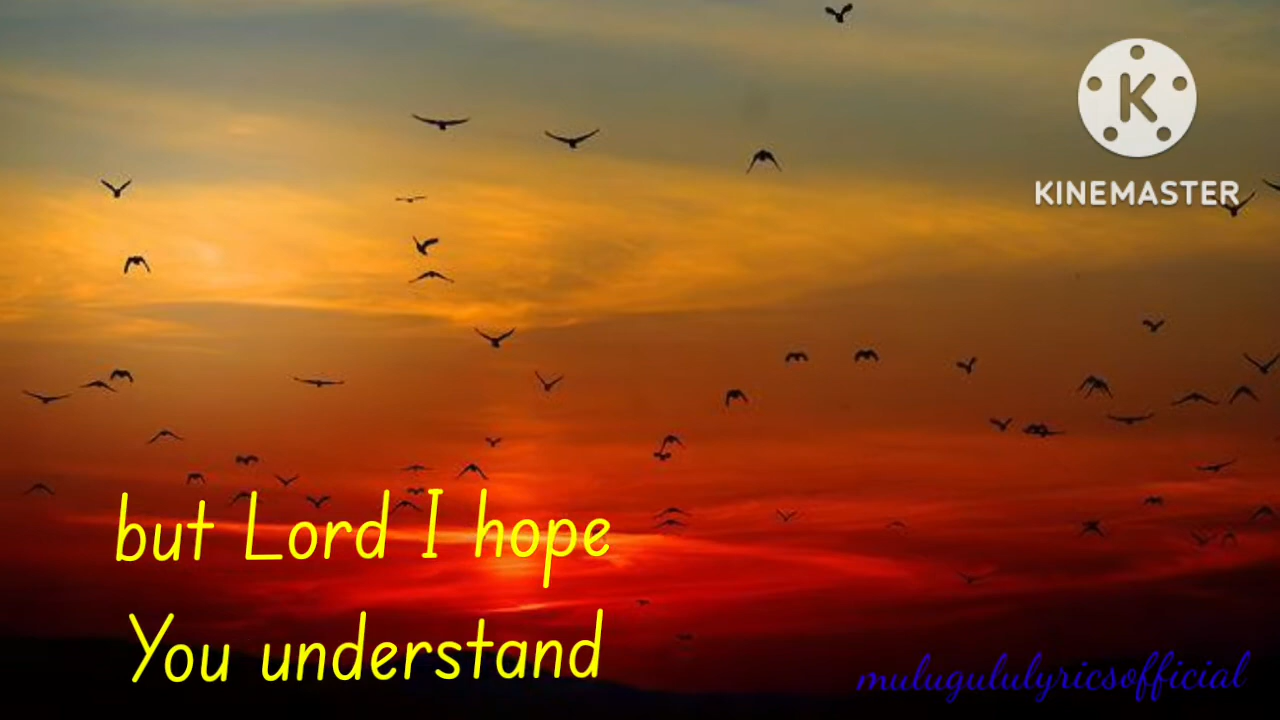 K
KINEMASTER
but Lord I hope
You understand
mulugululyricsofficial